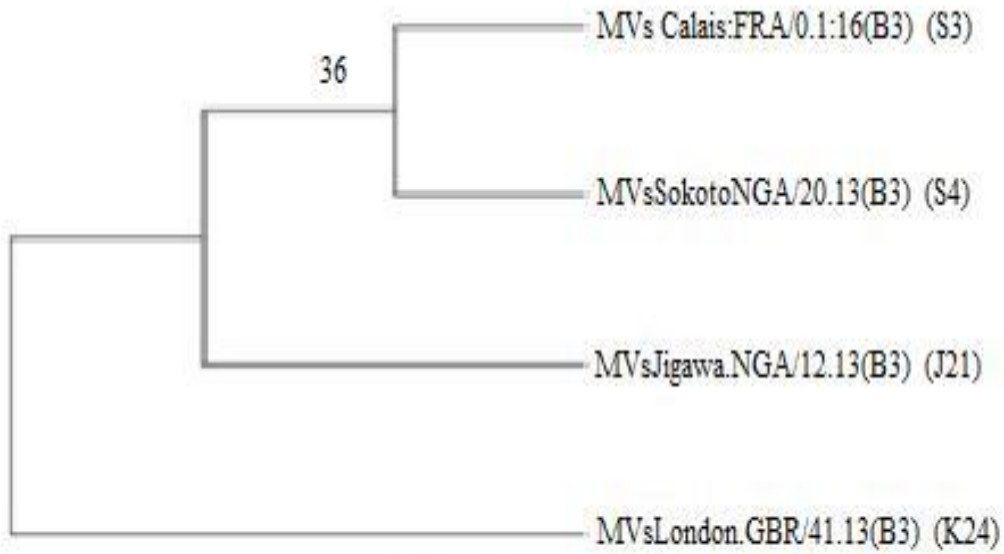 MVs Calais:FRA/0.1:16(B3) (S3)
36
MVsSokotoNGA/20.13(B3) (S4)
MVsJigawa.NGA/12.13(B3) (J21)
MVsLondon.GBR/41.13(B3) (K24)